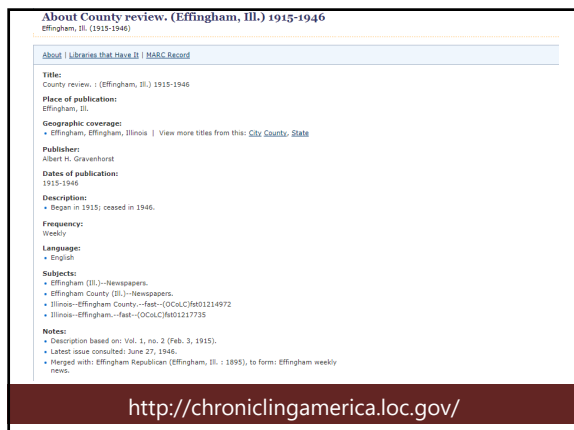 About County review. (Effingham, Ill.) 1915-1946
Effingham, Ill. (1915-1946)
About | Libraries that Have It | MARC Record
Title:
County review. : (Effingham, Ill.) 1915-1946
Place of publication:
Effingham, Ill.
Geographic coverage:
• Effingham, Effingham, Illinois | View more titles from this: City County, State
Publisher:
Albert H. Gravenhorst
Dates of publication:
1915-1946
Description:
• Began in 1915; ceased in 1946.
Frequency:
Weekly
Language:
• English
Subjects:
• Effingham (Ill.)--Newspapers.
• Effingham County (Ill.)--Newspapers.
• Illinois--Effingham County.--fast--(OCoLC)fst01214972
• Illinois--Effingham.--fast--(OCoLC)fst01217735
Notes:
• Description based on: Vol. 1, no. 2 (Feb. 3, 1915).
• Latest issue consulted: June 27, 1946.
• Merged with: Effingham Republican (Effingham, Ill. : 1895), to form: Effingham weekly
news.
http://chroniclingamerica.loc.gov/